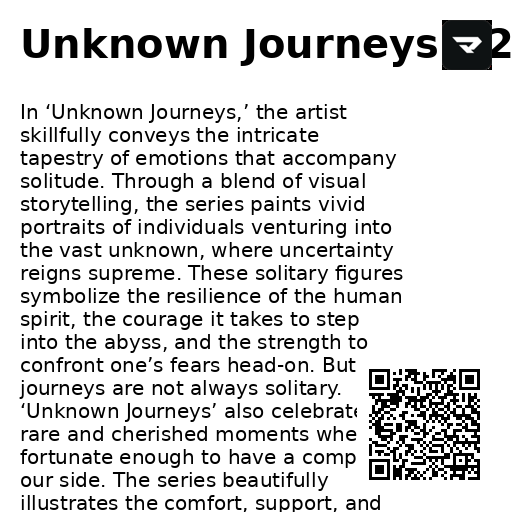 Unknown Journeys 2
In ‘Unknown Journeys,’ the artist
skillfully conveys the intricate
tapestry of emotions that accompany
solitude. Through a blend of visual
storytelling, the series paints vivid
portraits of individuals venturing into
the vast unknown, where uncertainty
reigns supreme. These solitary figures
symbolize the resilience of the human
spirit, the courage it takes to step
into the abyss, and the strength to
confront one’s fears head-on. But
journeys are not always solitary.
‘Unknown Journeys’ also celebrate
rare and cherished moments
fortunate enough to have a
our side. The series beautifully
illustrates the comfort, support, and